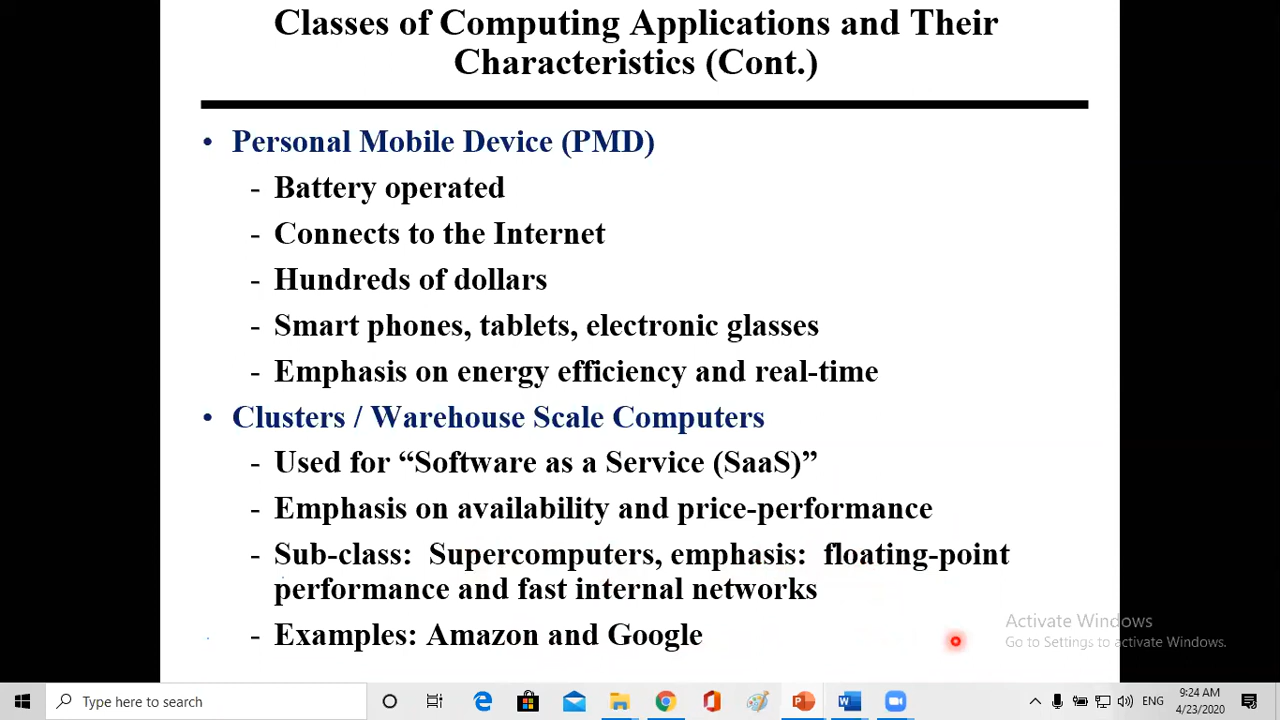 Classes of Computing Applications and Their
Characteristics (Cont.)
• Personal Mobile Device (PMD)
- Battery operated
- Connects to the Internet
- Hundreds of dollars
- Smart phones, tablets, electronic glasses
- Emphasis on energy efficiency and real-time
• Clusters / Warehouse Scale Computers
- Used for “Software as a Service (SaaS)”
- Emphasis on availability and price-performance
- Sub-class: Supercomputers, emphasis: floating-point
performance and fast internal networks
- Examples: Amazon and Google
Activate Windows
Go to Settings to activate Windows.
Type here to search
ENG
9:24 AM
4/23/2020